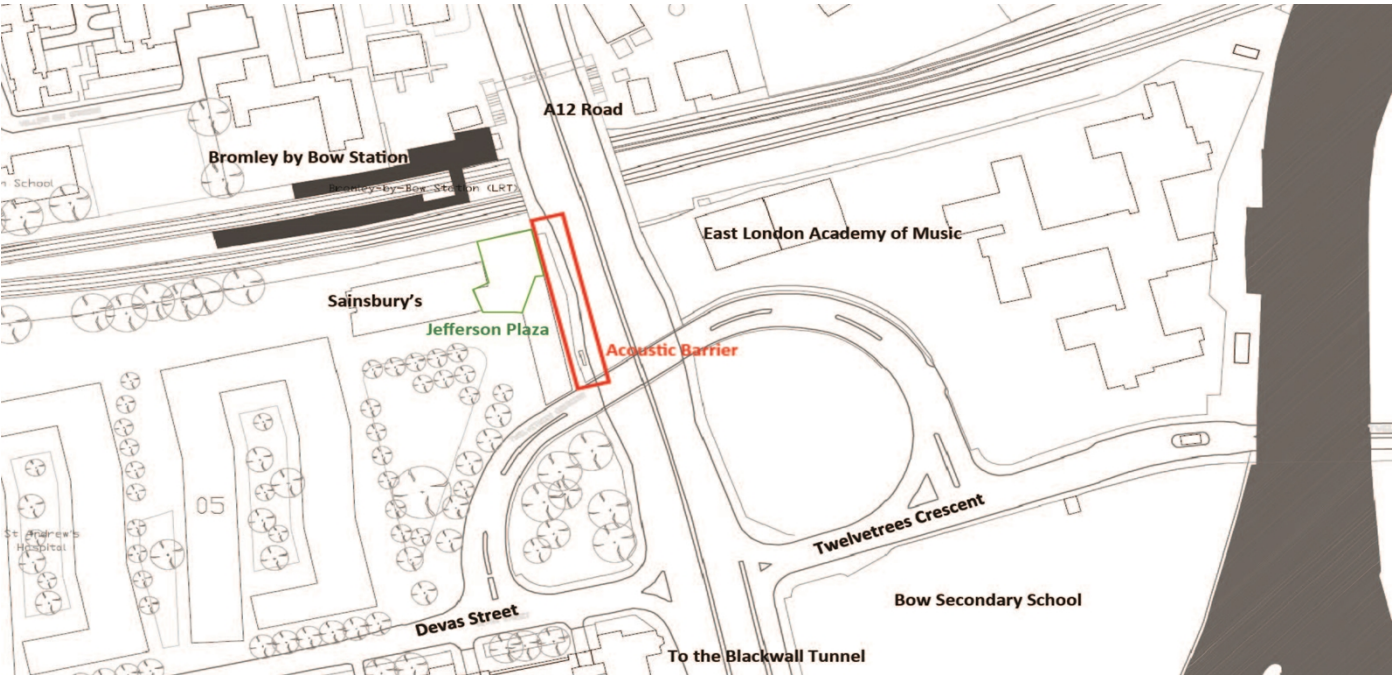 A12 Road
Bromley by Bow Station
Bromley-by-Bow Station (LRT)
School
East London Academy of Music
Sainsbury's
Jefferson Plaza
Acoustic Barrier
05
St Andrew's
Hospital
Twelvetrees Crescent
Bow Secondary School
Devas Street
To the Blackwall Tunnel